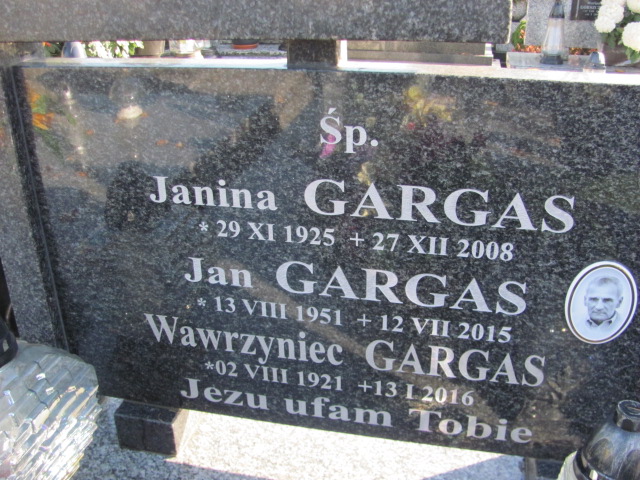 Śp.
Janina GARGAS
* 29 XI 1925 + 27 XII 2008
Jan GARGAS
* 13 VIII 1951 + 12 VII 2015
Wawrzyniec GARGAS
*02 VIII 1921 +13 I 2016
Jezu ufam Tobie